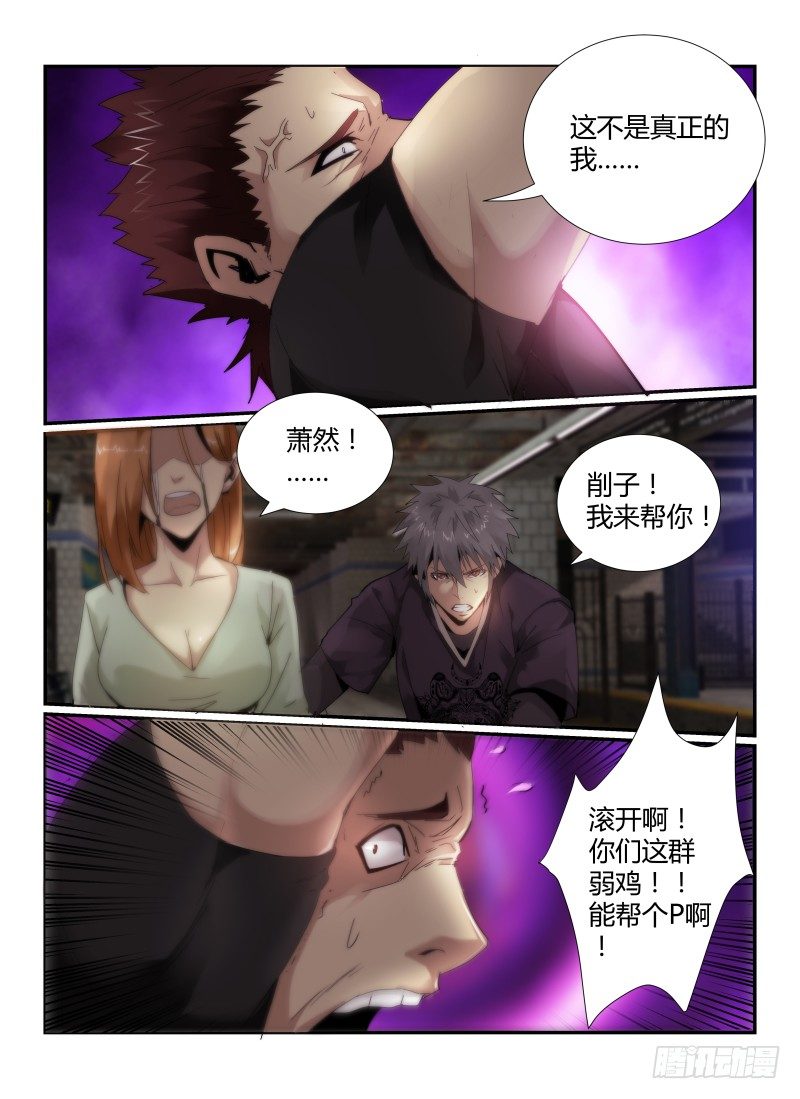 这不是真正的
我……
萧然！
……
削子！
我来帮你！
滚开啊！
你们这群
弱鸡！！
能帮个P啊
！
腾讯动漫